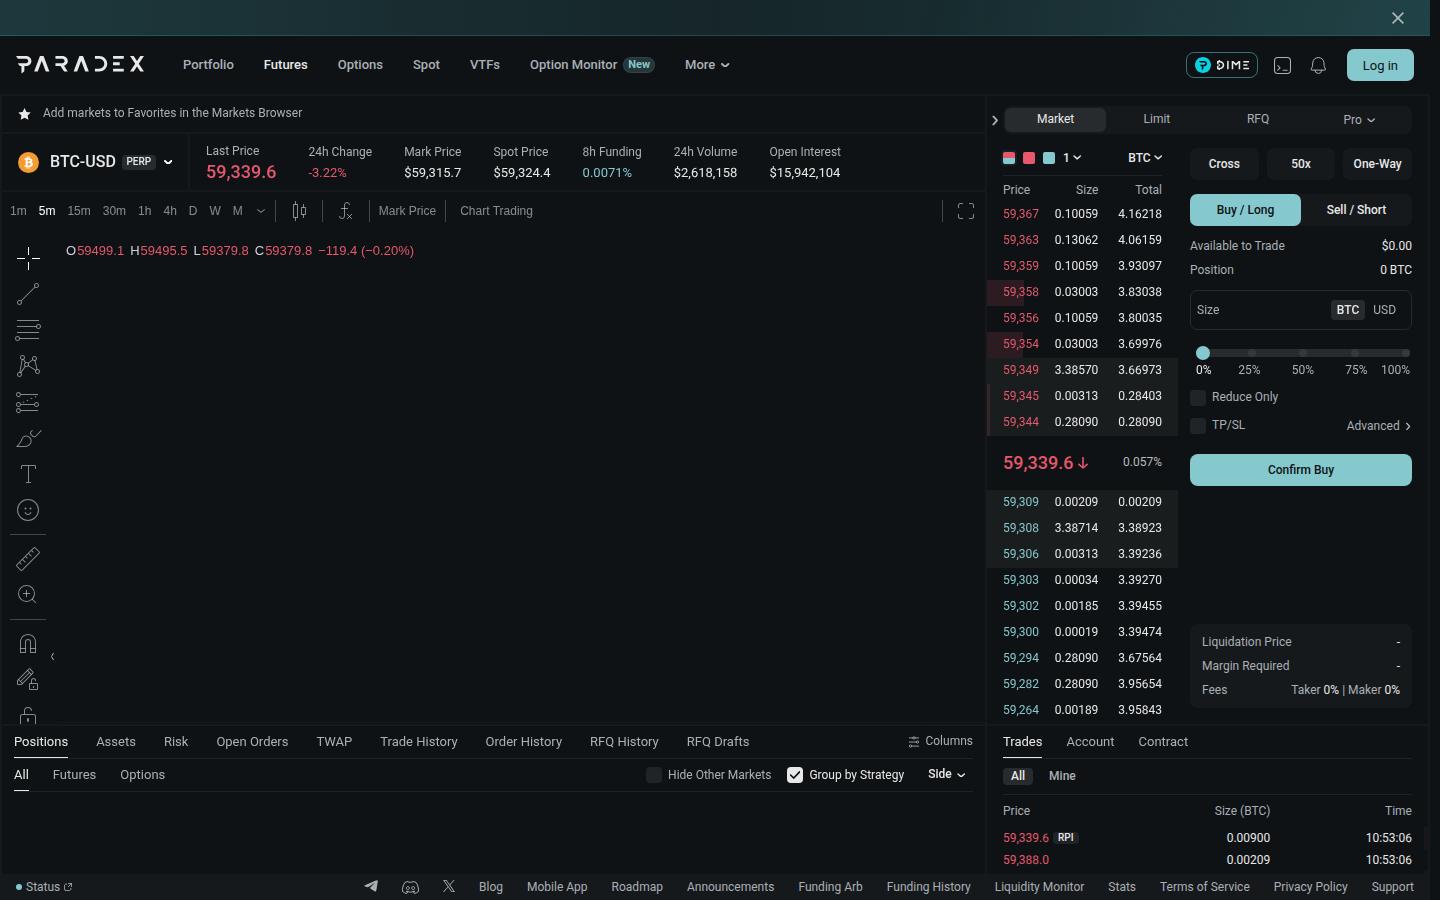 PARADEX
Portfolio Futures Options Spot VTFs Option Monitor New More
DIME
Log in
Add markets to Favorites in the Markets Browser
BTC-USD PERP
Last Price 24h Change Mark Price Spot Price 8h Funding 24h Volume Open Interest
59,339.6 -3.22% $59,315.7 $59,324.4 0.0071% $2,618,158 $15,942,104
1m 5m 15m 30m 1h 4h D W M Mark Price Chart Trading
O59499.1 H59495.5 L59379.8 C59379.8 −119.4 (−0.20%)
1 BTC
Price Size Total
59,367 0.10059 4.16218
59,363 0.13062 4.06159
59,359 0.10059 3.93097
59,358 0.03003 3.83038
59,356 0.10059 3.80035
59,354 0.03003 3.69976
59,349 3.38570 3.66973
59,345 0.00313 0.28403
59,344 0.28090 0.28090
59,339.6 0.057%
59,309 0.00209 0.00209
59,308 3.38714 3.38923
59,306 0.00313 3.39236
59,303 0.00034 3.39270
59,302 0.00185 3.39455
59,300 0.00019 3.39474
59,294 0.28090 3.67564
59,282 0.28090 3.95654
59,264 0.00189 3.95843
Market Limit RFQ Pro
Cross 50x One-Way
Buy / Long Sell / Short
Available to Trade $0.00
Position 0 BTC
Size BTC USD
0% 25% 50% 75% 100%
Reduce Only
TP/SL Advanced
Confirm Buy
Liquidation Price -
Margin Required -
Fees Taker 0% | Maker 0%
Positions Assets Risk Open Orders TWAP Trade History Order History RFQ History RFQ Drafts Columns
All Futures Options Hide Other Markets Group by Strategy Side
Trades Account Contract
All Mine
Price Size (BTC) Time
59,339.6 RPI 0.00900 10:53:06
59,388.0 0.00209 10:53:06
Status Blog Mobile App Roadmap Announcements Funding Arb Funding History Liquidity Monitor Stats Terms of Service Privacy Policy Support